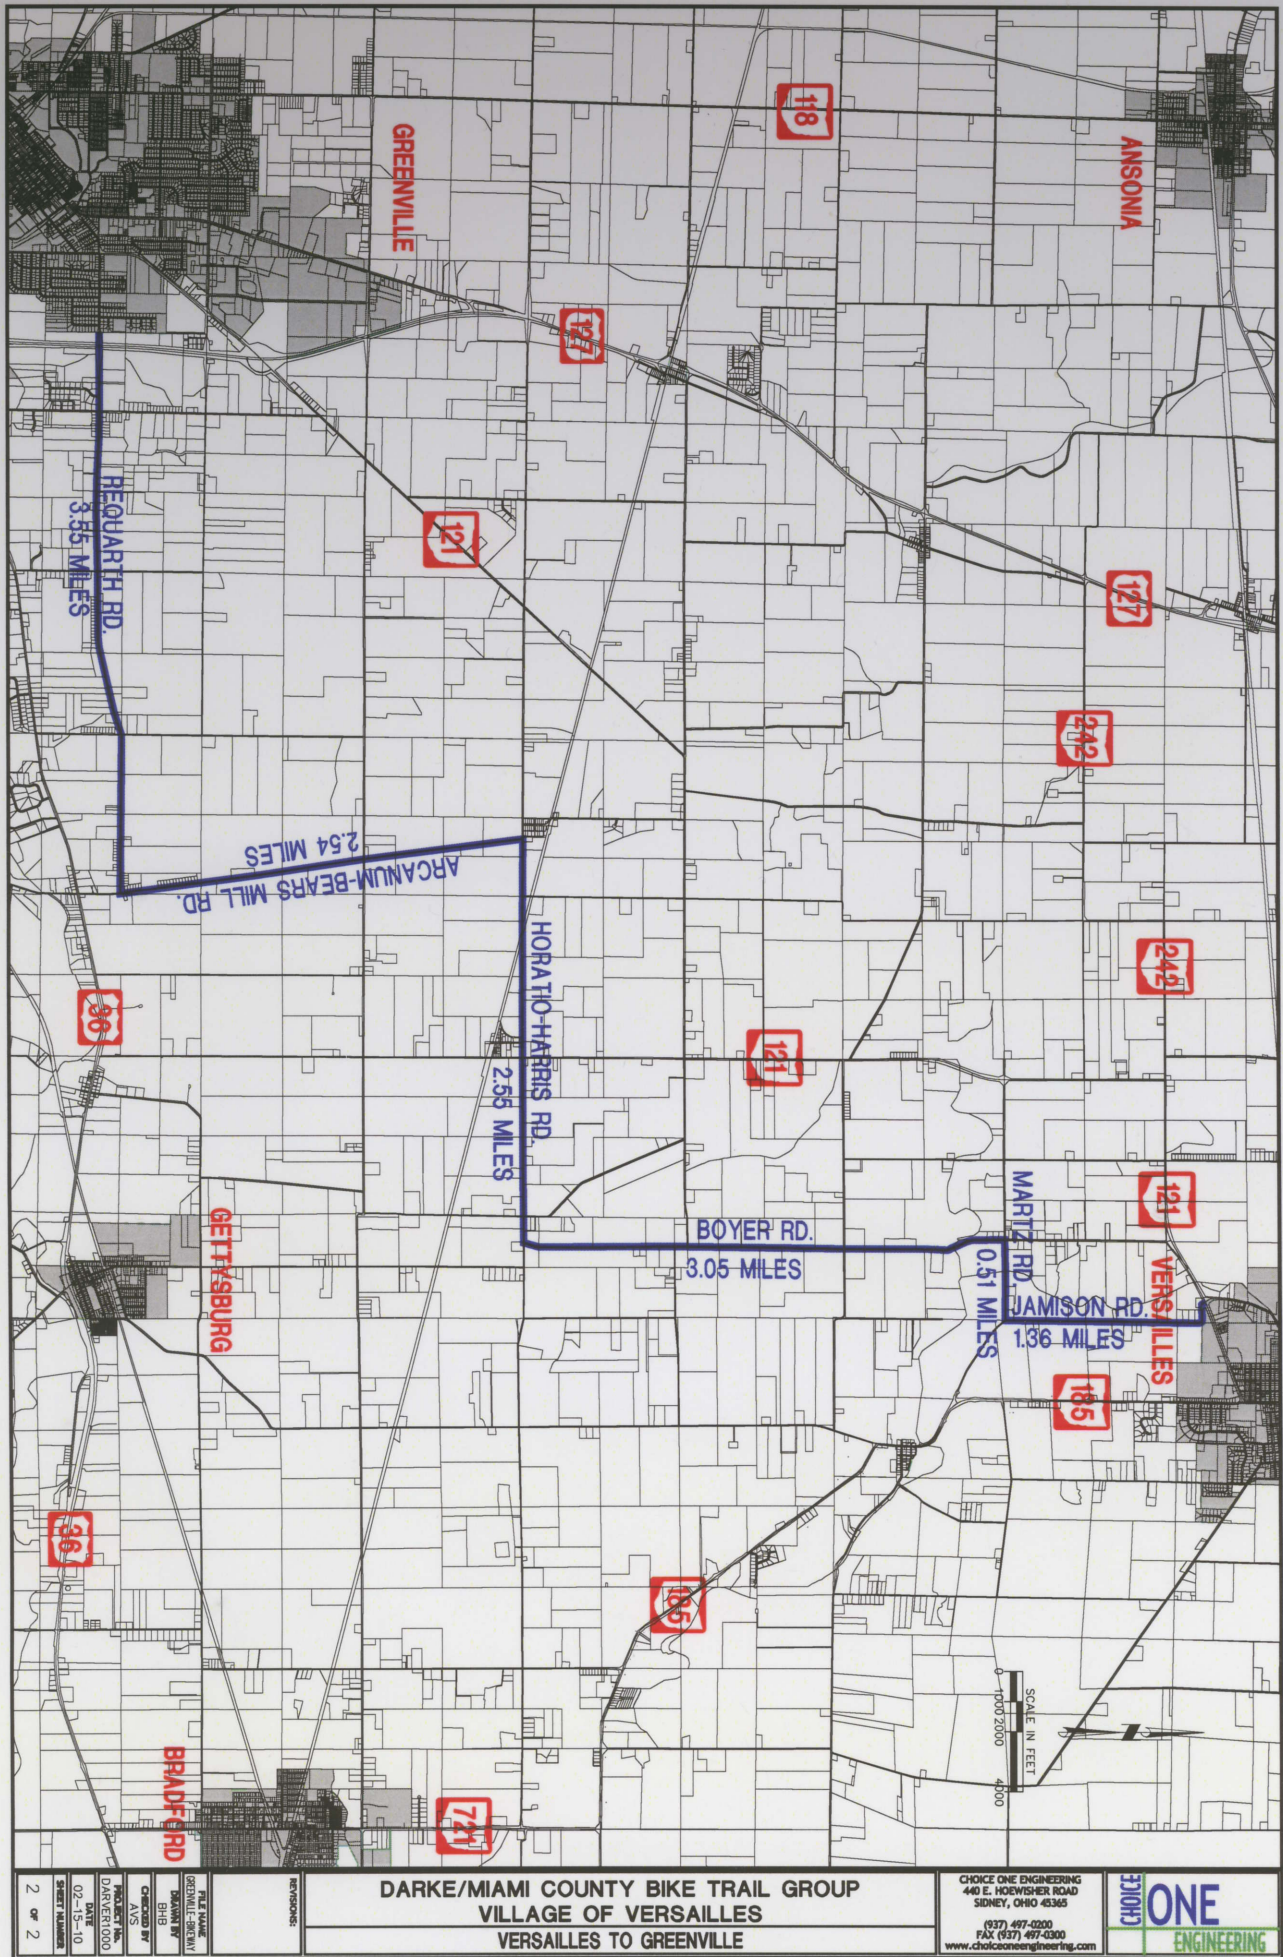 ANSONIA
118
GREENVILLE
127
121
127
242
REQUARTH RD.
3.55 MILES
ARCANUM-BEARS MILL RD.
2.54 MILES
HORATIO-HARRIS RD.
2.55 MILES
242
121
36
121
MARTZ RD.
0.51 MILES
BOYER RD.
3.05 MILES
JAMISON RD.
1.36 MILES
VERSAILLES
GETTYSBURG
185
36
185
SCALE IN FEET
0 1000 2000 4000
BRADFORD
721
FILE NAME
GREENVILLE-BIKEWAY
DRAWN BY
BHB
CHECKED BY
AVS
PROJECT No.
DARVER1000
DATE
02-15-10
SHEET NUMBER
2 OF 2
REVISIONS:
DARKE/MIAMI COUNTY BIKE TRAIL GROUP
VILLAGE OF VERSAILLES
VERSAILLES TO GREENVILLE
CHOICE ONE ENGINEERING
440 E. HOEWISHER ROAD
SIDNEY, OHIO 45365
(937) 497-0200
FAX (937) 497-0300
www.choiceoneengineering.com
CHOICE
ONE
ENGINEERING